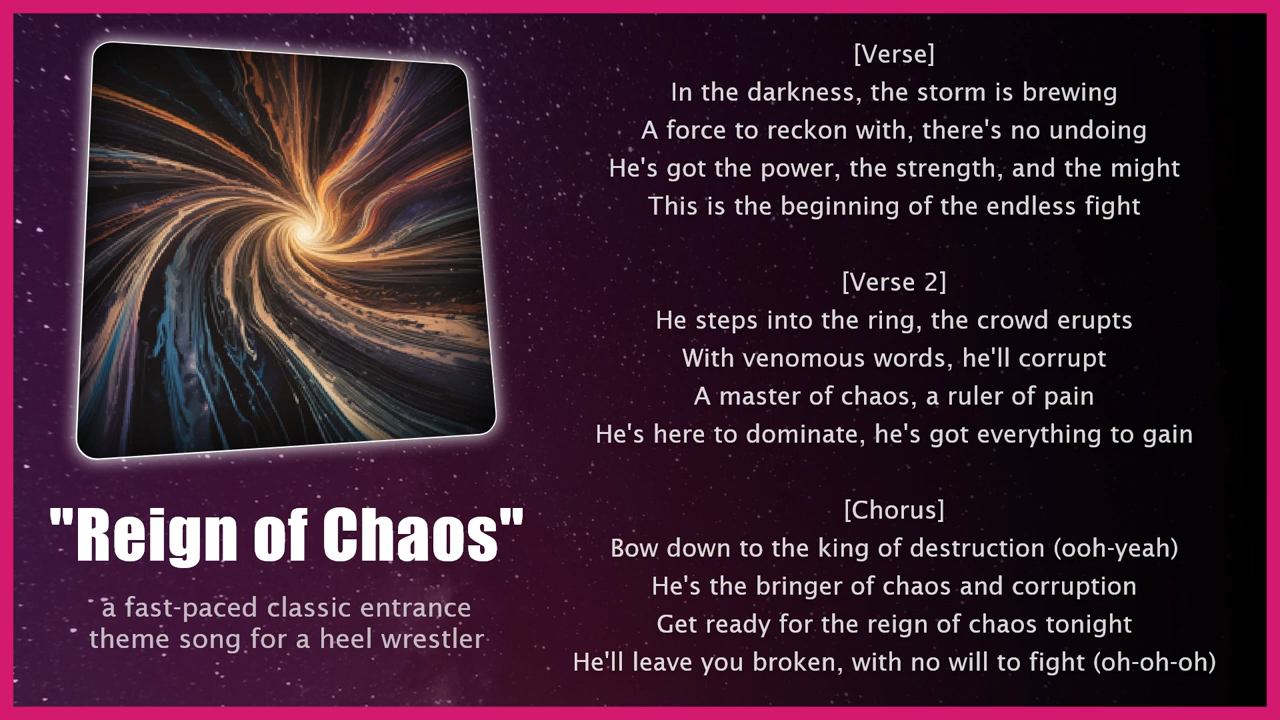 "Reign of Chaos"
a fast-paced classic entrance
theme song for a heel wrestler
[Verse]
In the darkness, the storm is brewing
A force to reckon with, there's no undoing
He's got the power, the strength, and the might
This is the beginning of the endless fight
[Verse 2]
He steps into the ring, the crowd erupts
With venomous words, he'll corrupt
A master of chaos, a ruler of pain
He's here to dominate, he's got everything to gain
[Chorus]
Bow down to the king of destruction (ooh-yeah)
He's the bringer of chaos and corruption
Get ready for the reign of chaos tonight
He'll leave you broken, with no will to fight (oh-oh-oh)